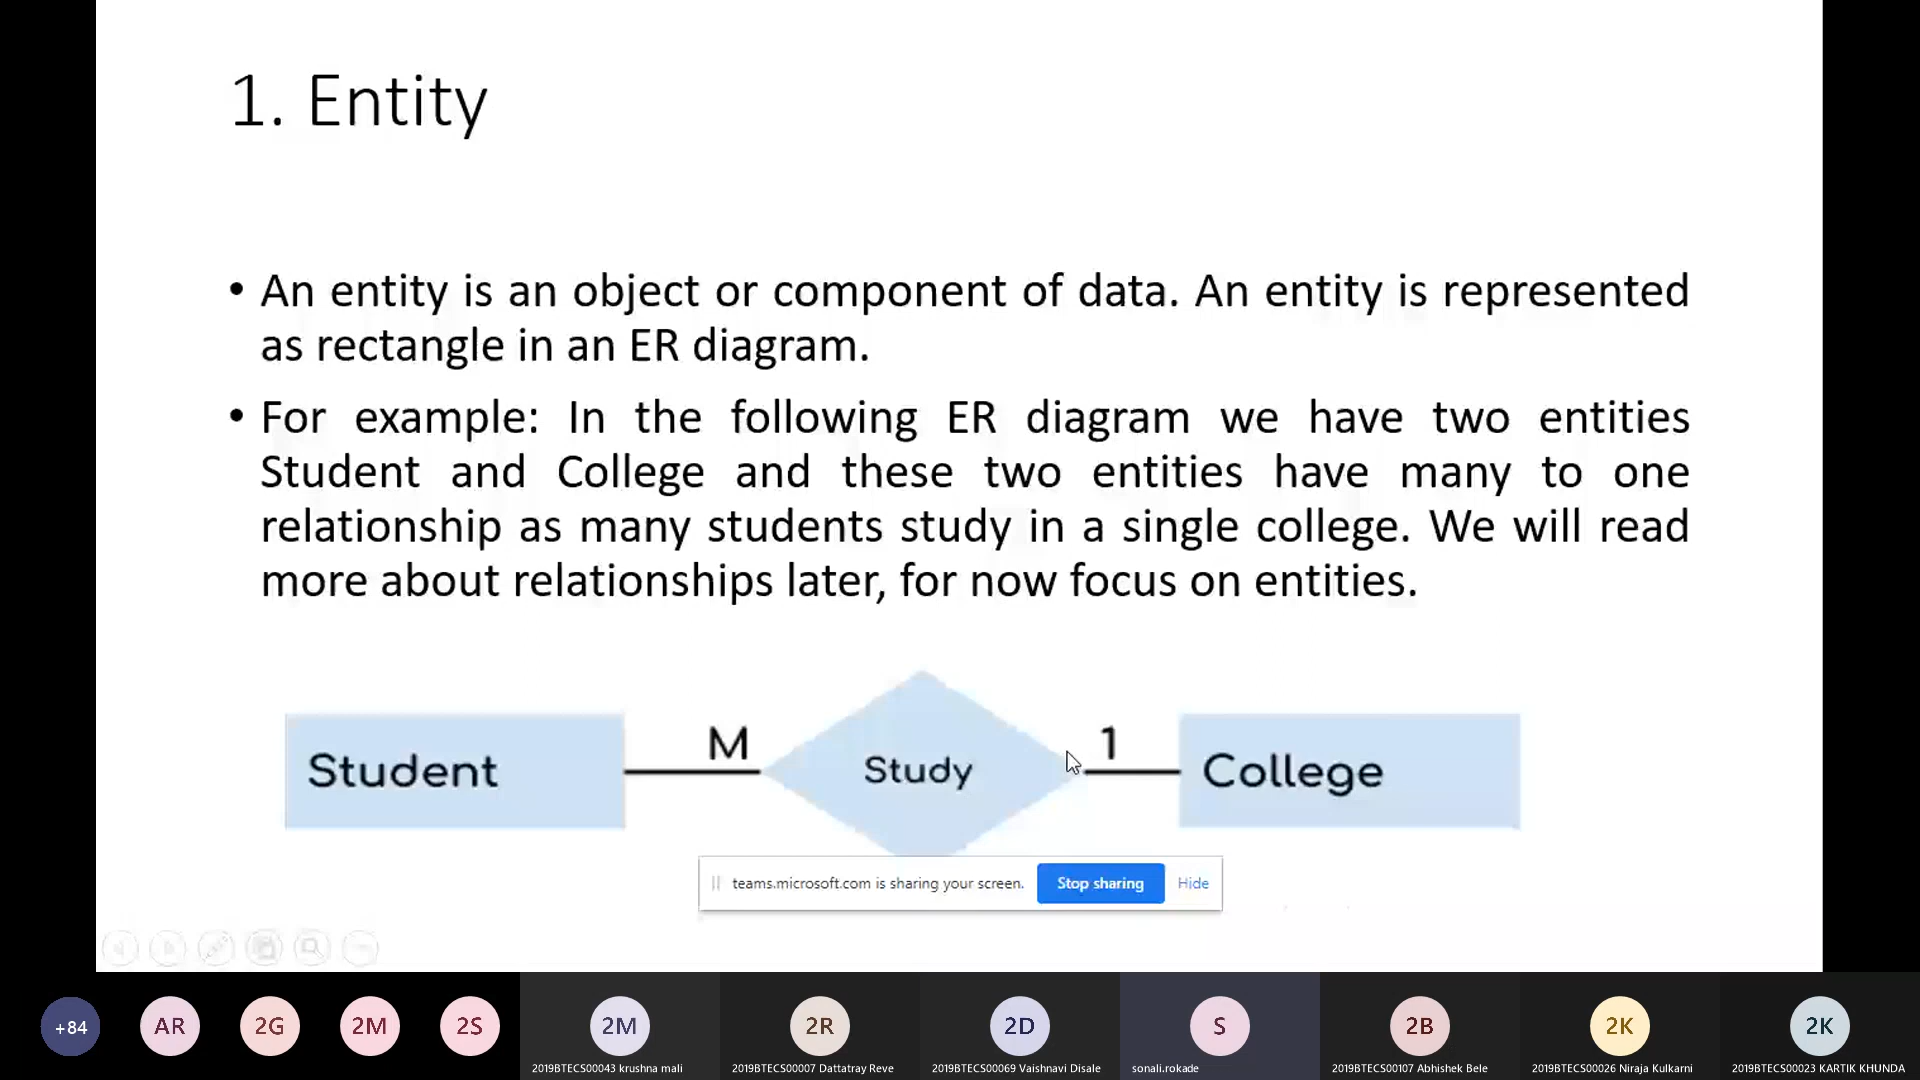 1. Entity
• An entity is an object or component of data. An entity is represented
as rectangle in an ER diagram.
• For example: In the following ER diagram we have two entities
Student and College and these two entities have many to one
relationship as many students study in a single college. We will read
more about relationships later, for now focus on entities.
Student M Study 1 College
teams.microsoft.com is sharing your screen. Stop sharing Hide
+84 AR 2G 2M 2S 2M 2R 2D S 2B 2K 2K
2019BTECS00043 krushna mali 2019BTECS00007 Dattatray Reve 2019BTECS00069 Vaishnavi Disale sonali.rokade 2019BTECS00107 Abhishek Bele 2019BTECS00026 Niraja Kulkarni 2019BTECS00023 KARTIK KHUNDA